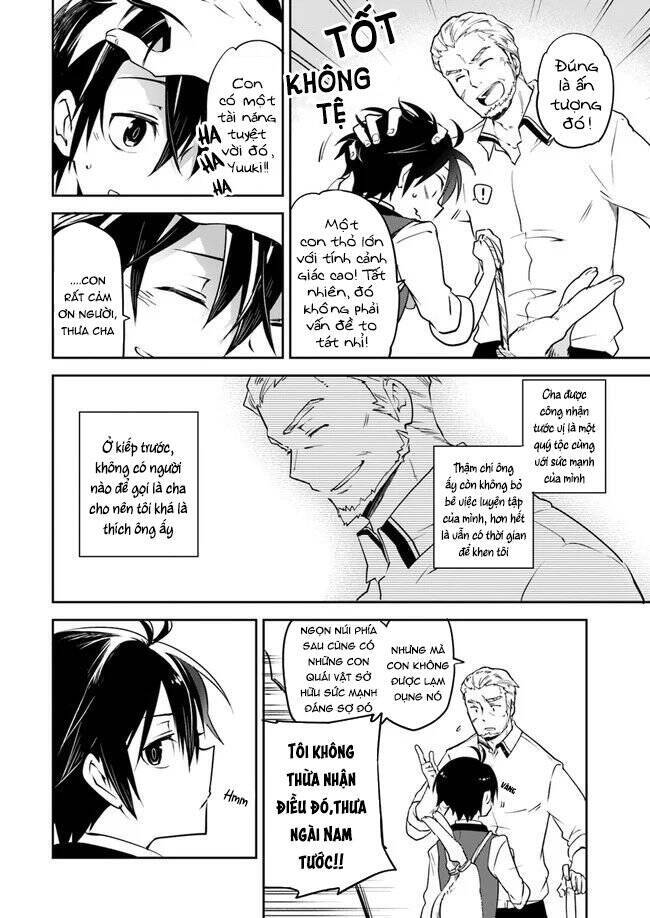 Đúng
là ấn
tượng
đó!
TỐT
KHÔNG
TỆ
!
Một
con thỏ lớn
với tính cảnh
giác cao! Tất
nhiên, đó
không phải
vấn đề to
tát nhỉ!
Con
có một
tài năng
tuyệt
vời đó,
Yuuki!!
HA
HA
HA
....CON
RẤT CẢM
ƠN NGƯỜI,
THƯA CHA
Cha được
công nhận
tước vị là một
quý tộc cùng
với sức mạnh
của mình
Thậm chí ông
ấy còn không bỏ
bê việc luyện tập
của mình, hơn hết
là vẫn có thời gian
để khen tôi
Ở kiếp trước,
không có người
nào để gọi là cha
cho nên tôi khá là
thích ông ấy
NHƯNG MÀ
CON KHÔNG
ĐƯỢC LẠM
DỤNG NÓ
NGỌN NÚI PHÍA
SAU CŨNG CÓ
NHỮNG CON
QUÁI VẬT SỞ
HỮU SỨC MẠNH
ĐÁNG SỢ ĐÓ
VÂNG
TÔI KHÔNG
THỪA NHẬN
ĐIỀU ĐÓ,THƯA
NGÀI NAM
TƯỚC!!
Hmm